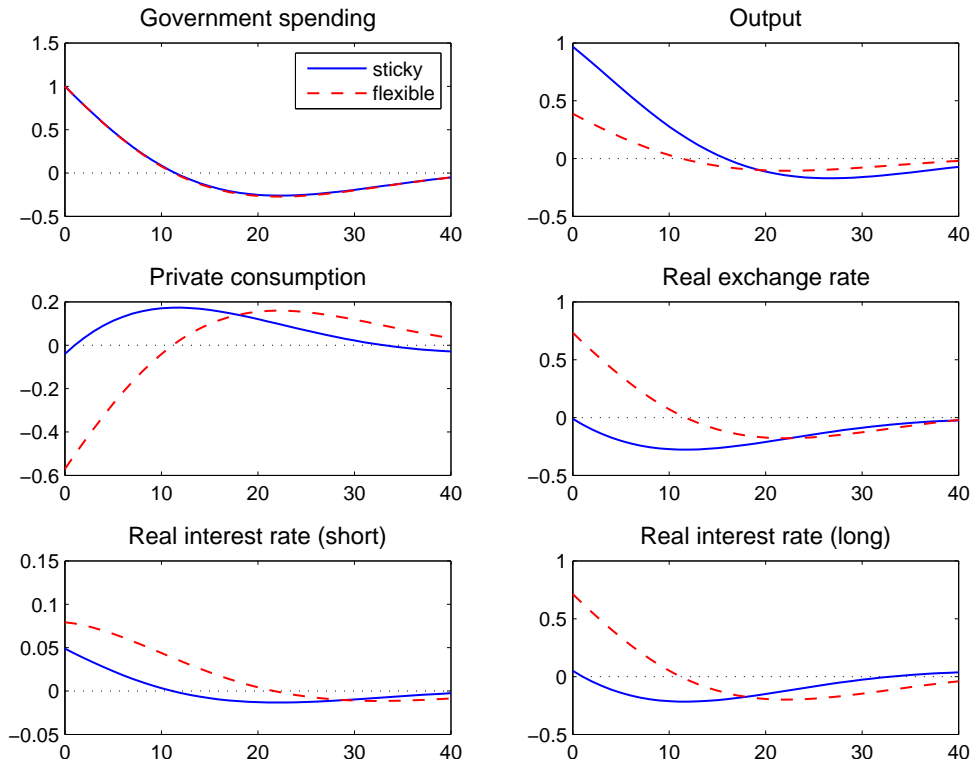 Government spending
1.5
1
0.5
0
−0.5
0 10 20 30 40
sticky
flexible
Output
1
0.5
0
−0.5
0 10 20 30 40
Private consumption
0.2
0
−0.2
−0.4
−0.6
0 10 20 30 40
Real exchange rate
1
0.5
0
−0.5
0 10 20 30 40
Real interest rate (short)
0.15
0.1
0.05
0
−0.05
0 10 20 30 40
Real interest rate (long)
1
0.5
0
−0.5
0 10 20 30 40